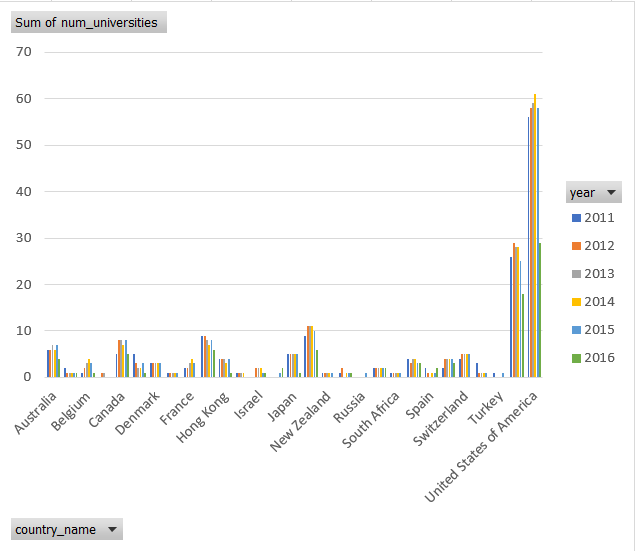 Sum of num_universities
70
60
50
40
30
20
10
0
Australia
Belgium
Canada
Denmark
France
Hong Kong
Israel
Japan
New Zealand
Russia
South Africa
Spain
Switzerland
Turkey
United States of America
year
2011
2012
2013
2014
2015
2016
country_name